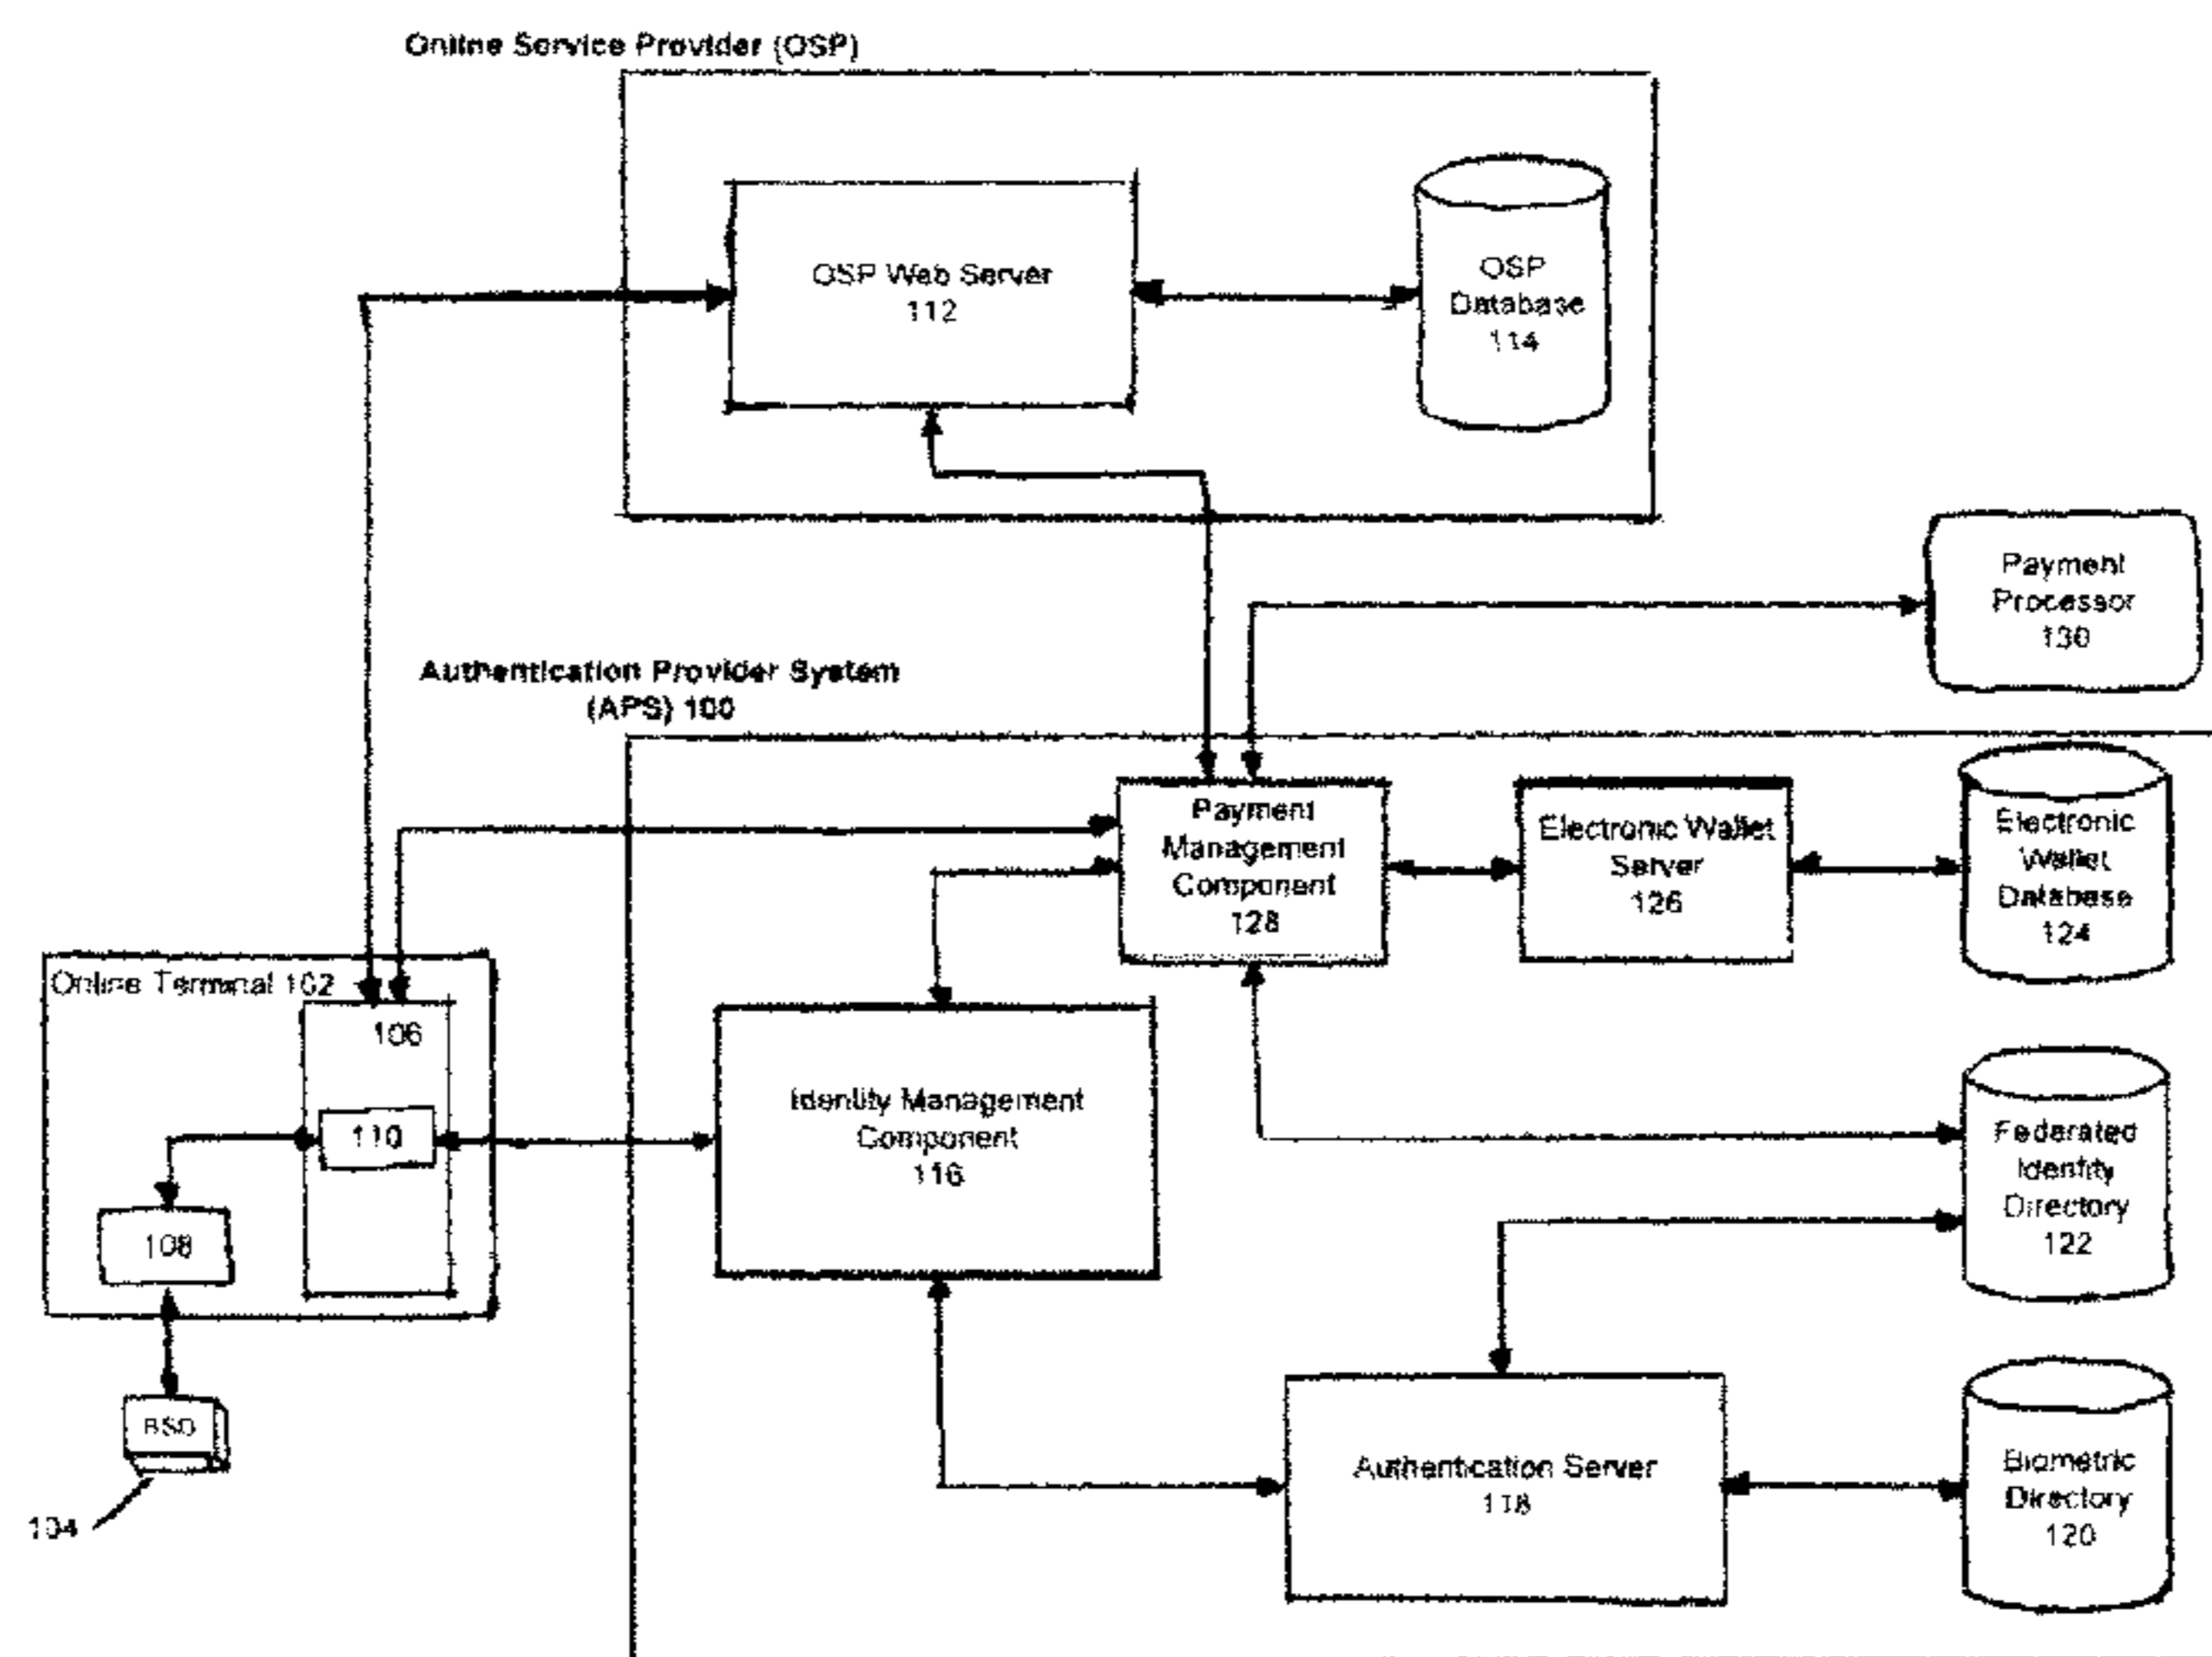 Online Service Provider (OSP)
OSP Web Server
112
OSP
Database
114
Payment
Processor
130
Authentication Provider System
(APS) 100
Payment
Management
Component
128
Electronic Wallet
Server
126
Electronic
Wallet
Database
124
Online Terminal 102
106
110
108
BSD
104
Identity Management
Component
116
Federated
Identity
Directory
122
Authentication Server
118
Biometric
Directory
120